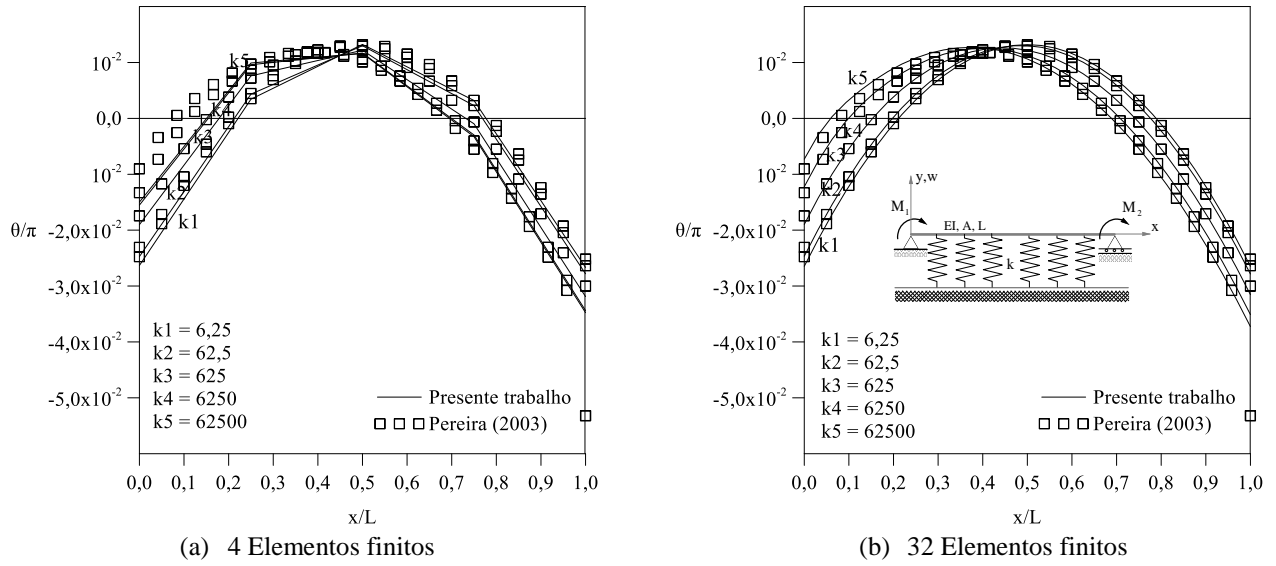 10⁻²
0,0
10⁻²
θ/π
-2,0x10⁻²
-3,0x10⁻²
-4,0x10⁻²
-5,0x10⁻²
k5
k4
k3
k2
k1
k1 = 6,25
k2 = 62,5
k3 = 625
k4 = 6250
k5 = 62500
Presente trabalho
Pereira (2003)
0,0 0,1 0,2 0,3 0,4 0,5 0,6 0,7 0,8 0,9 1,0
x/L
(a) 4 Elementos finitos
10⁻²
0,0
10⁻²
θ/π
-2,0x10⁻²
-3,0x10⁻²
-4,0x10⁻²
-5,0x10⁻²
k5
k4
k3
k2
k1
y,w
M₁
EI, A, L
M₂
x
k
k1 = 6,25
k2 = 62,5
k3 = 625
k4 = 6250
k5 = 62500
Presente trabalho
Pereira (2003)
0,0 0,1 0,2 0,3 0,4 0,5 0,6 0,7 0,8 0,9 1,0
x/L
(b) 32 Elementos finitos